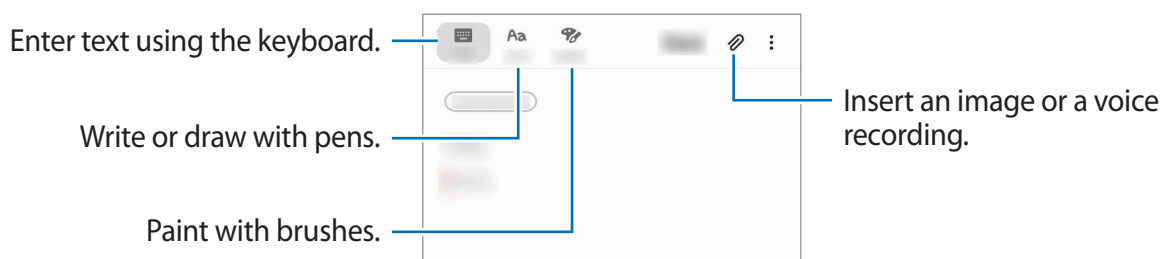 Enter text using the keyboard.
Aa
Write or draw with pens.
Paint with brushes.
Insert an image or a voice
recording.